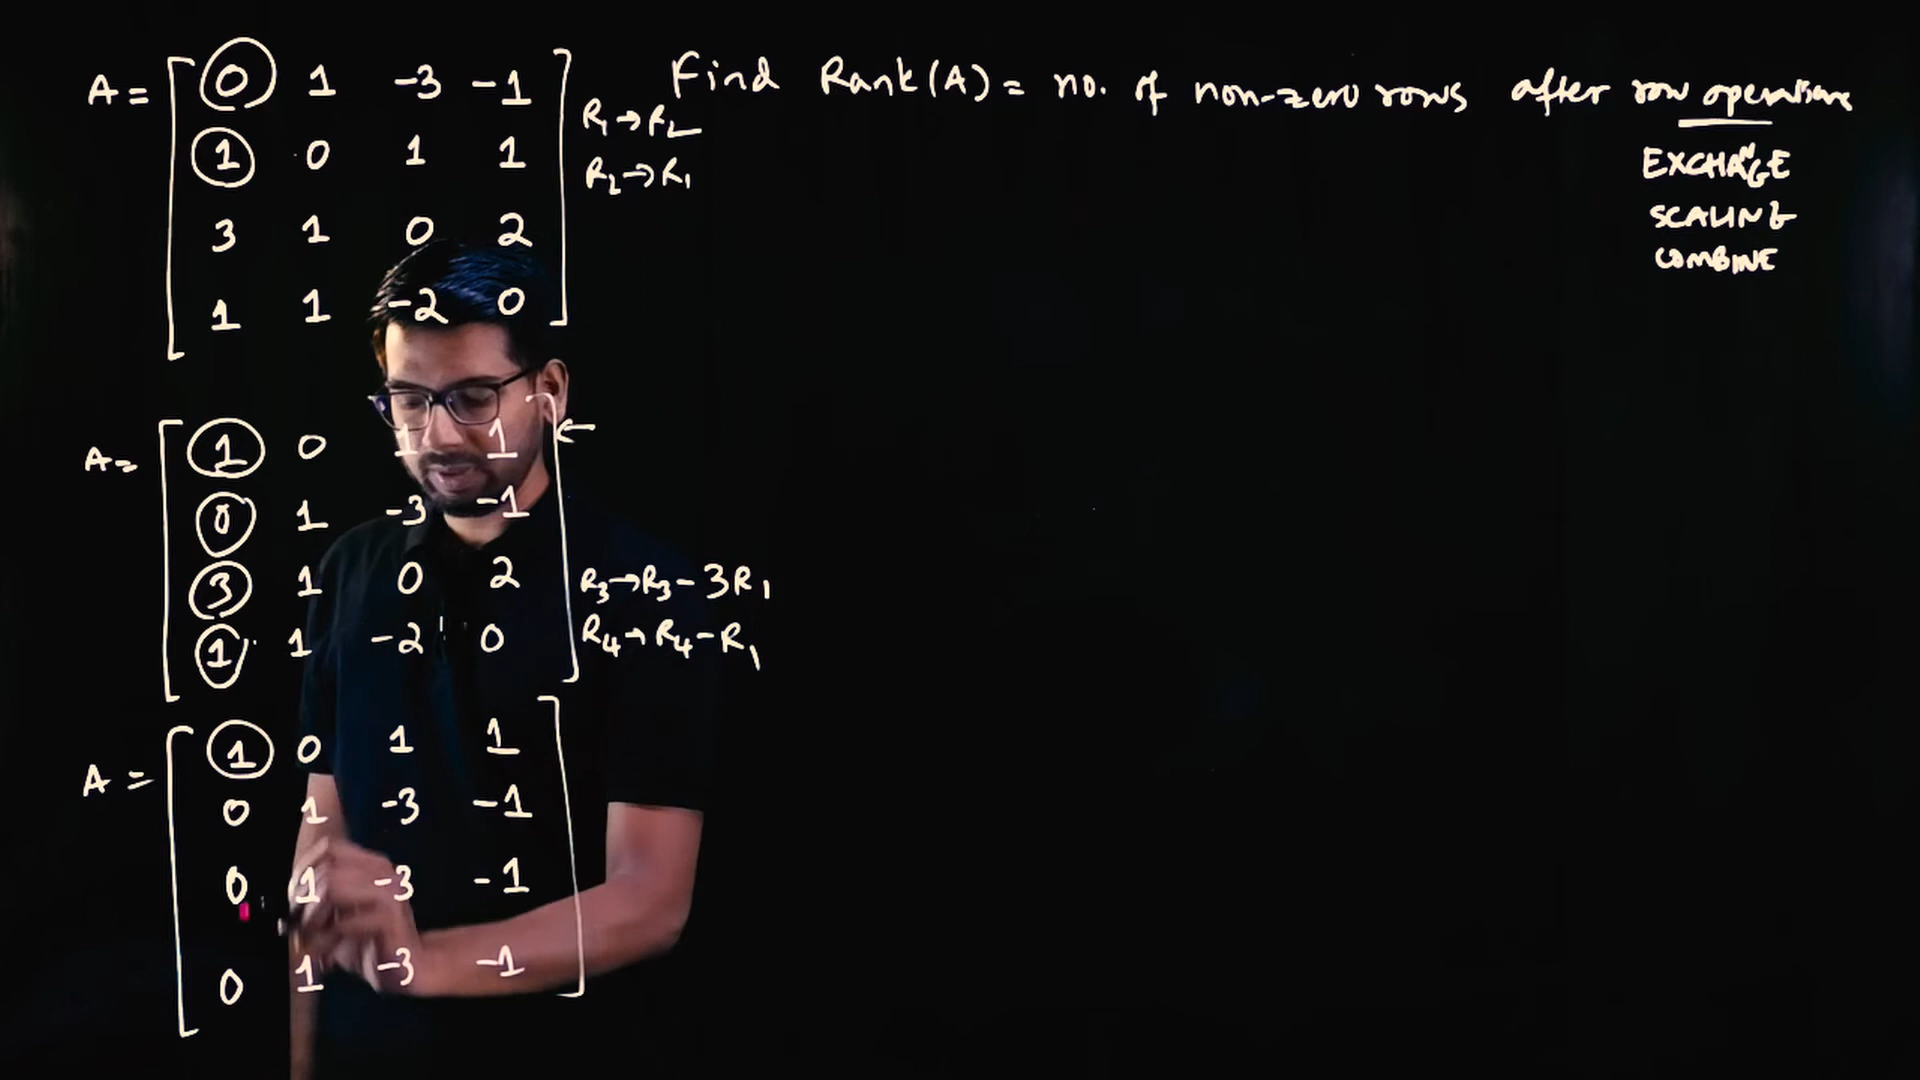 A = [ 0 1 -3 -1 ] Find Rank(A) = no. of non-zero rows after row operations
R1→R2
1 0 1 1
R2→R1
EXCHANGE
3 1 0 2
SCALING
COMBINE
1 1 -2 0
A = [ 1 0 1 1 ] ←
0 1 -3 -1
3 1 0 2 R3→R3-3R1
1 1 -2 0 R4→R4-R1
A = [ 1 0 1 1 ]
0 1 -3 -1
0 1 -3 -1
0 1 -3 -1